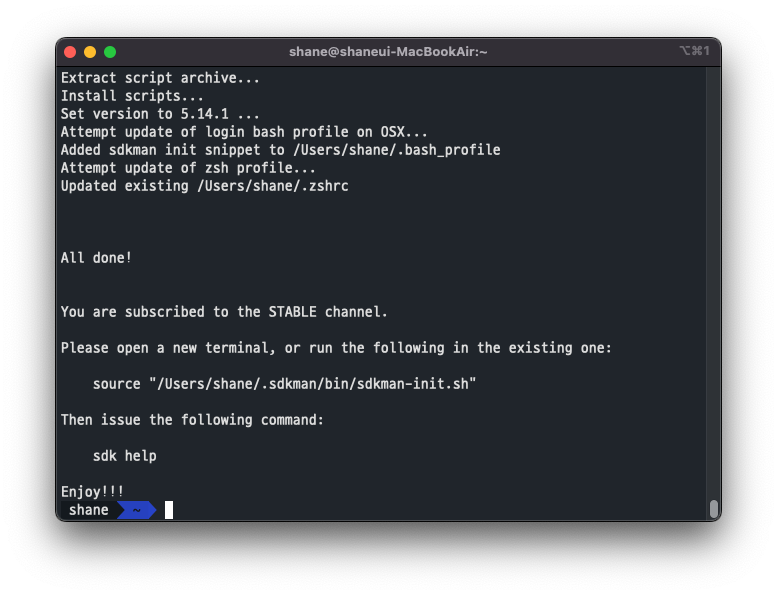 shane@shaneui-MacBookAir:~
⌥⌘1
Extract script archive...
Install scripts...
Set version to 5.14.1 ...
Attempt update of login bash profile on OSX...
Added sdkman init snippet to /Users/shane/.bash_profile
Attempt update of zsh profile...
Updated existing /Users/shane/.zshrc
All done!
You are subscribed to the STABLE channel.
Please open a new terminal, or run the following in the existing one:
source "/Users/shane/.sdkman/bin/sdkman-init.sh"
Then issue the following command:
sdk help
Enjoy!!!
shane ~